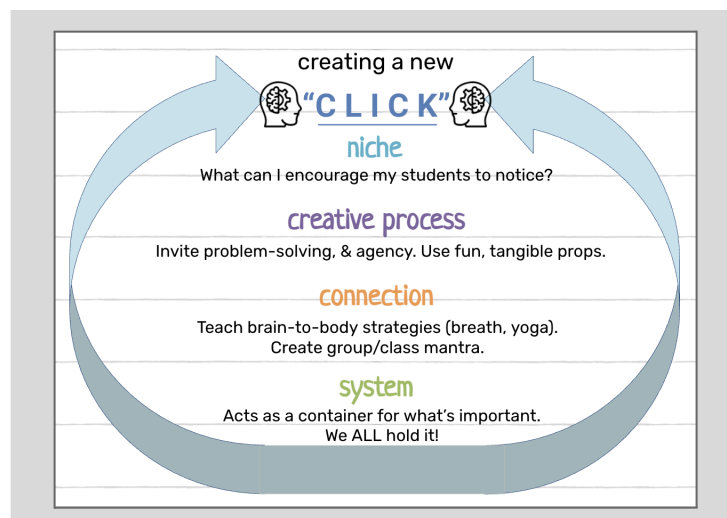 creating a new
“CLICK”
niche
What can I encourage my students to notice?
creative process
Invite problem-solving, & agency. Use fun, tangible props.
connection
Teach brain-to-body strategies (breath, yoga).
Create group/class mantra.
system
Acts as a container for what’s important.
We ALL hold it!